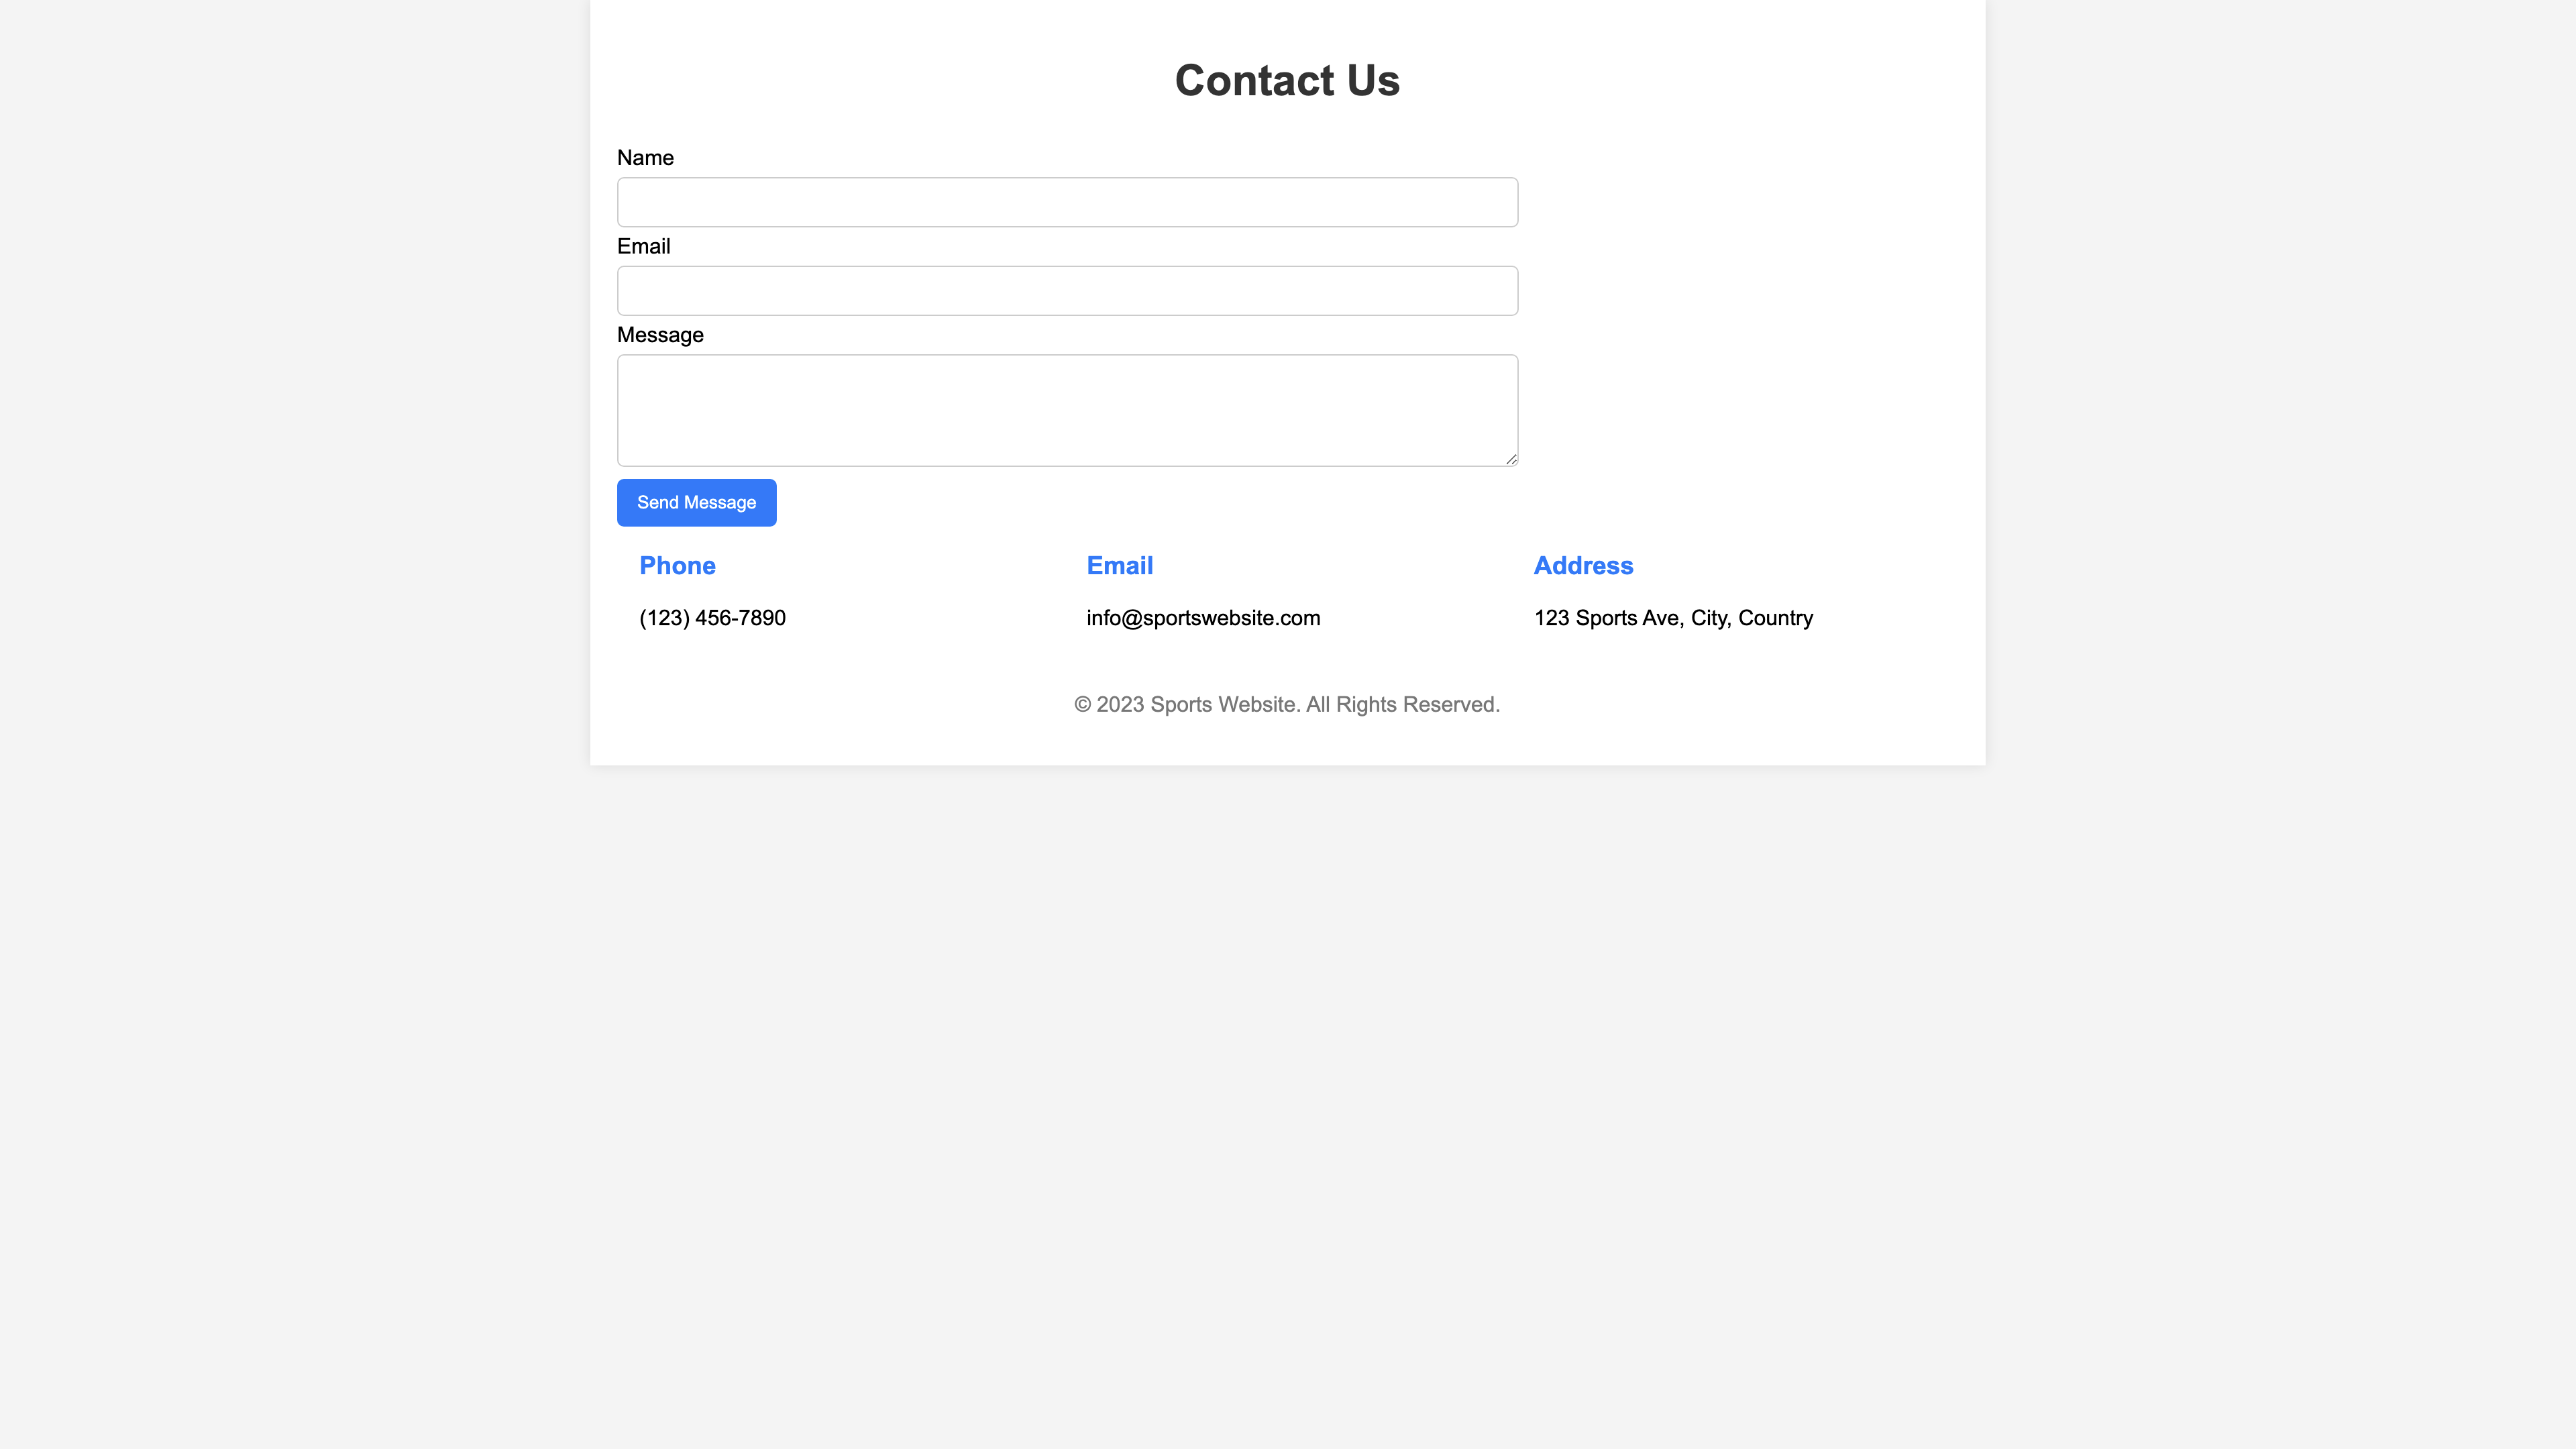 Contact Us
Name
Email
Message
Send Message
Phone
(123) 456-7890
Email
info@sportswebsite.com
Address
123 Sports Ave, City, Country
© 2023 Sports Website. All Rights Reserved.